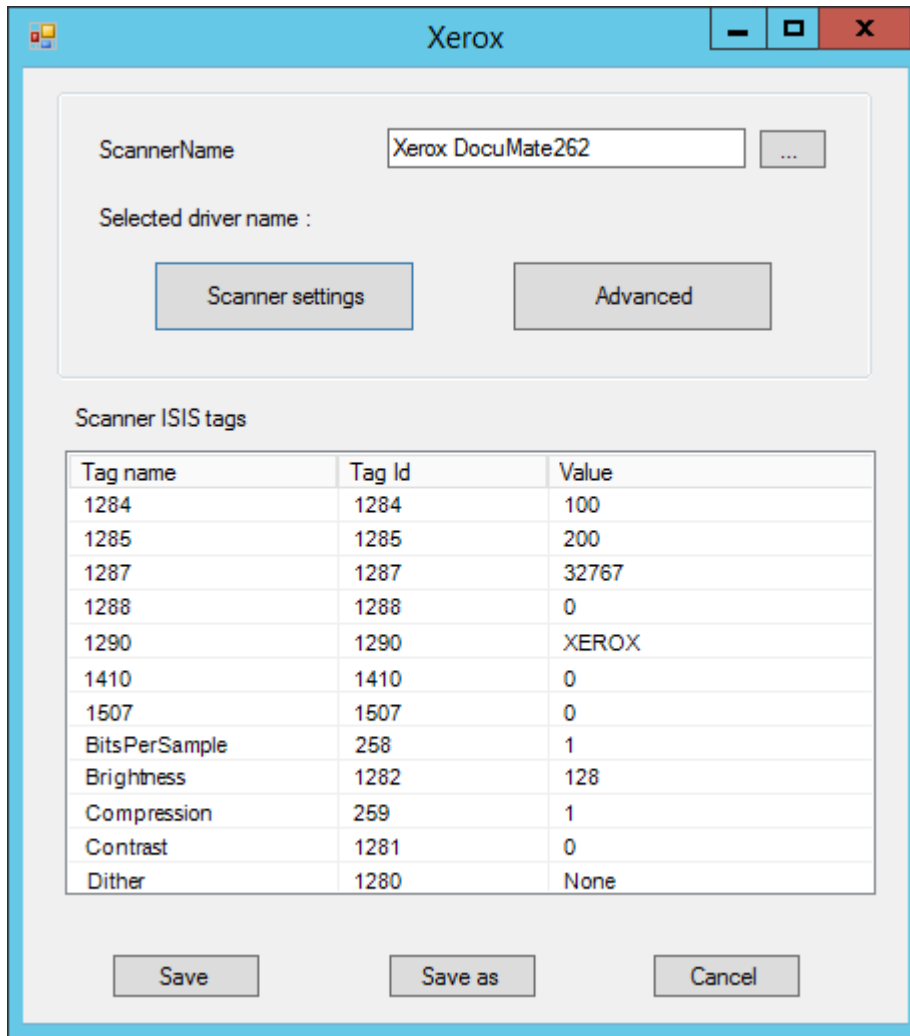 Xerox
ScannerName Xerox DocuMate262 ...
Selected driver name :
Scanner settings Advanced
Scanner ISIS tags
Tag name Tag Id Value
1284 1284 100
1285 1285 200
1287 1287 32767
1288 1288 0
1290 1290 XEROX
1410 1410 0
1507 1507 0
BitsPerSample 258 1
Brightness 1282 128
Compression 259 1
Contrast 1281 0
Dither 1280 None
Save Save as Cancel